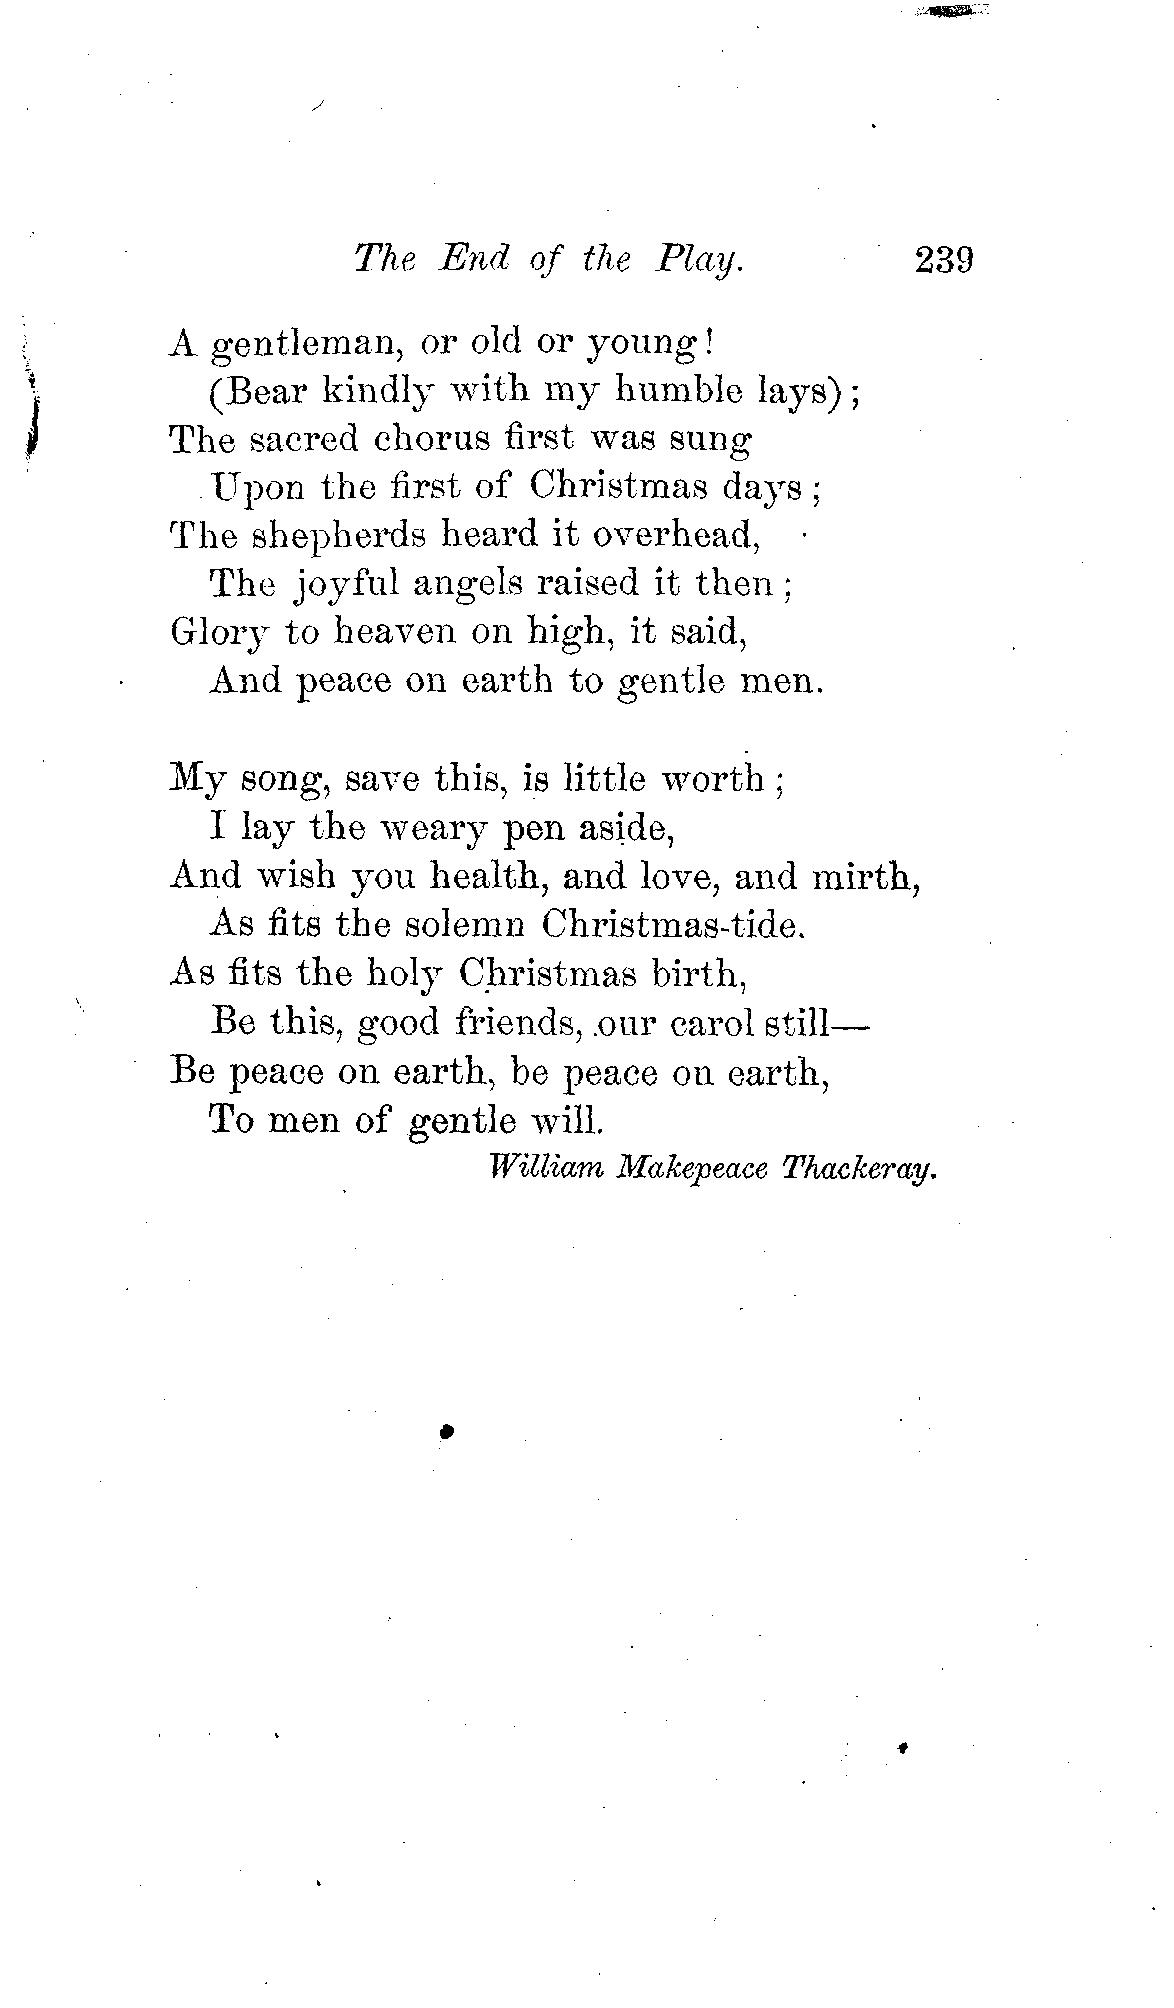 The End of the Play. 239
A gentleman, or old or young!
(Bear kindly with my humble lays);
The sacred chorus first was sung
Upon the first of Christmas days;
The shepherds heard it overhead,
The joyful angels raised it then;
Glory to heaven on high, it said,
And peace on earth to gentle men.
My song, save this, is little worth;
I lay the weary pen aside,
And wish you health, and love, and mirth,
As fits the solemn Christmas-tide.
As fits the holy Christmas birth,
Be this, good friends, our carol still—
Be peace on earth, be peace on earth,
To men of gentle will.
William Makepeace Thackeray.